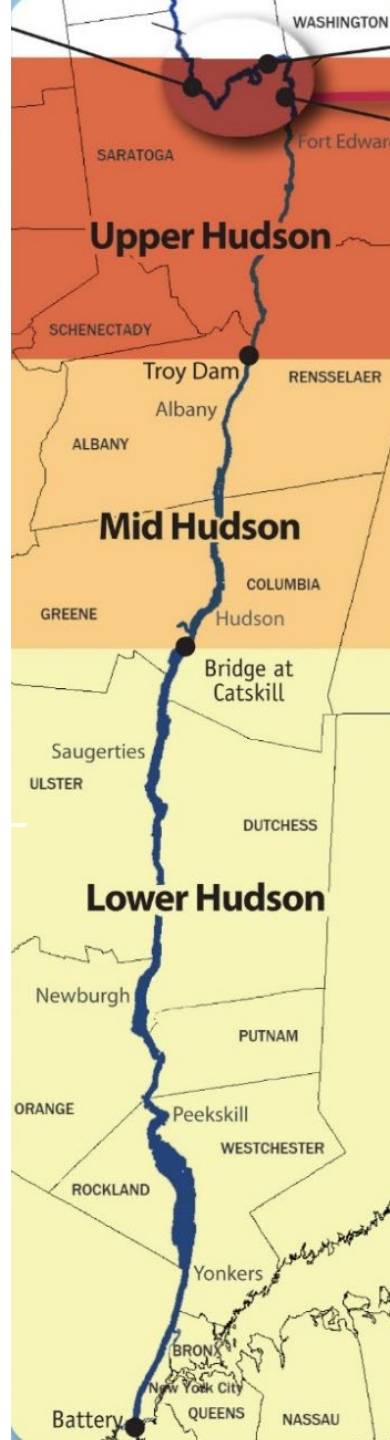 WASHINGTON
SARATOGA
Fort Edward
Upper Hudson
SCHENECTADY
Troy Dam
RENSSELAER
Albany
ALBANY
Mid Hudson
COLUMBIA
GREENE
Hudson
Bridge at
Catskill
Saugerties
ULSTER
DUTCHESS
Lower Hudson
Newburgh
PUTNAM
ORANGE
Peekskill
WESTCHESTER
ROCKLAND
Yonkers
BRONX
New York City
Battery
QUEENS
NASSAU